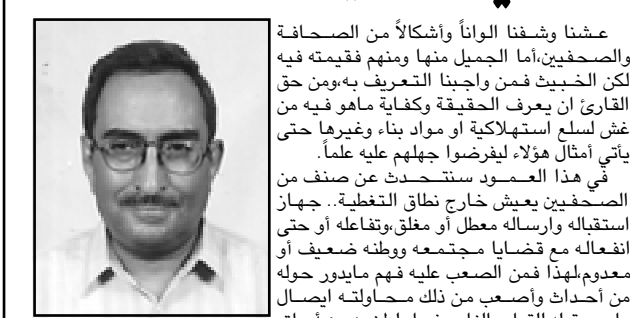 عشنا وشفنا الواناً وأشكالاً من الصحافة
والصحفيين،أما الجميل منها ومنهم فقيمته فيه
لكن الخبيث فمن واجبنا التعريف به،ومن حق
القارئ ان يعرف الحقيقة وكفاية ماهو فيه من
غش لسلع استهلاكية او مواد بناء وغيرها حتى
يأتي أمثال هؤلاء ليفرضوا جهلهم عليه علماً.
في هذا العمود سنتحدث عن صنف من
الصحفيين يعيش خارج نطاق التغطية.. جهاز
استقباله وارساله معطل أو مغلق،وتفاعله أو حتى
انفعاله مع قضايا مجتمعه ووطنه ضعيف أو
معدوم،لهذا فمن الصعب عليه فهم مايدور حوله
من أحداث وأصعب من ذلك محاولته ايصال